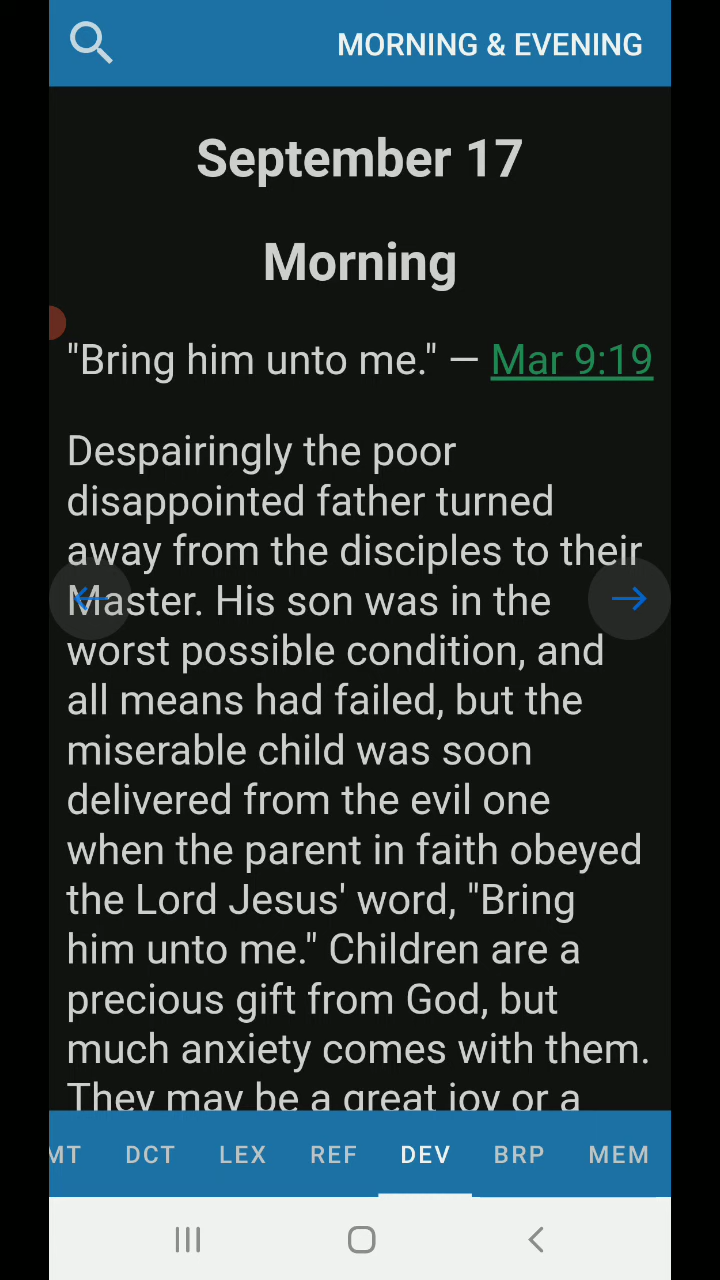 MORNING & EVENING
September 17
Morning
"Bring him unto me." — Mar 9:19
Despairingly the poor
disappointed father turned
away from the disciples to their
Master. His son was in the
worst possible condition, and
all means had failed, but the
miserable child was soon
delivered from the evil one
when the parent in faith obeyed
the Lord Jesus' word, "Bring
him unto me." Children are a
precious gift from God, but
much anxiety comes with them.
They may be a great joy or a
MT DCT LEX REF DEV BRP MEM